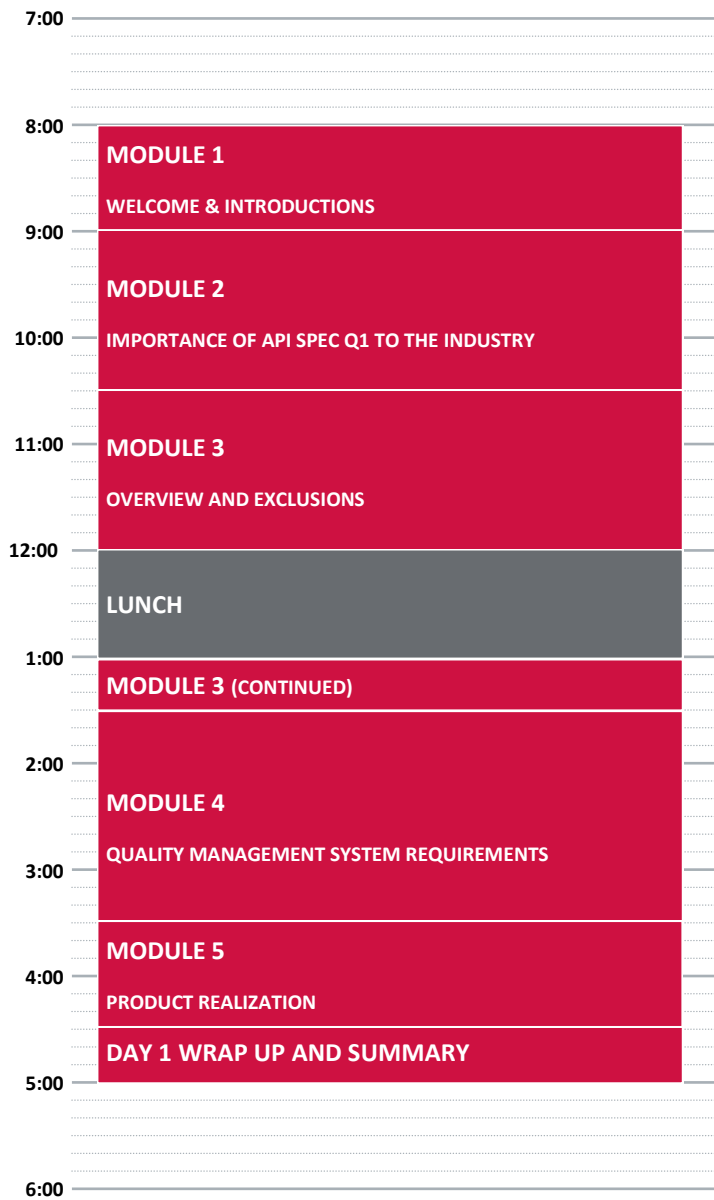 7:00
8:00
MODULE 1
WELCOME & INTRODUCTIONS
9:00
MODULE 2
10:00
IMPORTANCE OF API SPEC Q1 TO THE INDUSTRY
11:00
MODULE 3
OVERVIEW AND EXCLUSIONS
12:00
LUNCH
1:00
MODULE 3 (CONTINUED)
2:00
MODULE 4
QUALITY MANAGEMENT SYSTEM REQUIREMENTS
3:00
MODULE 5
4:00
PRODUCT REALIZATION
DAY 1 WRAP UP AND SUMMARY
5:00
6:00